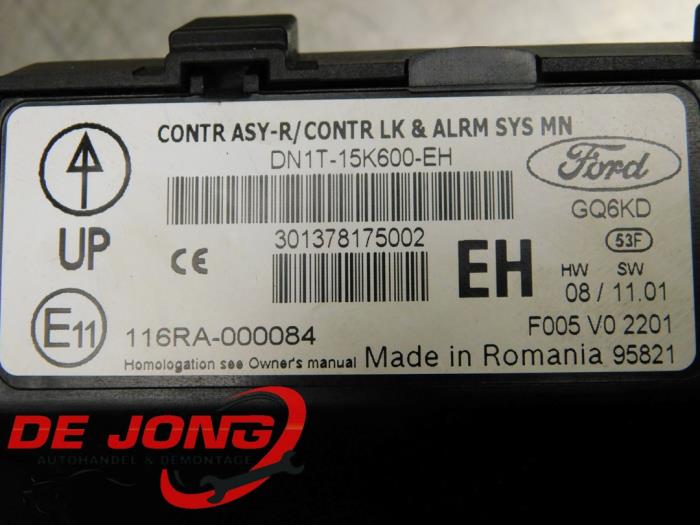 CONTR ASY-R/CONTR LK & ALRM SYS MN
DN1T-15K600-EH
Ford
GQ6KD
UP
CE
301378175002
EH
53F
HW SW
08 / 11.01
E11
116RA-000084
F005 V0 2201
Homologation see Owner's manual Made in Romania 95821
DE JONG
AUTOHANDEL & DEMONTAGE